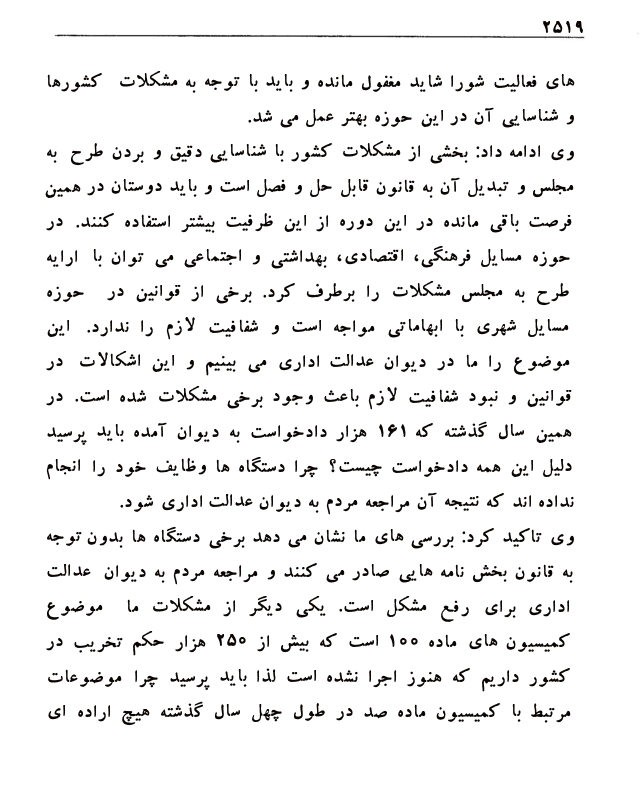 ۲۵۱۹
های فعالیت شورا شاید مغفول مانده و باید با توجه به مشکلات کشورها
و شناسایی آن در این حوزه بهتر عمل می شد.
وی ادامه داد: بخشی از مشکلات کشور با شناسایی دقیق و بردن طرح به
مجلس و تبدیل آن به قانون قابل حل و فصل است و باید دوستان در همین
فرصت باقی مانده در این دوره از این ظرفیت بیشتر استفاده کنند. در
حوزه مسایل فرهنگی، اقتصادی، بهداشتی و اجتماعی می توان با ارایه
طرح به مجلس مشکلات را برطرف کرد. برخی از قوانین در حوزه
مسایل شهری با ابهاماتی مواجه است و شفافیت لازم را ندارد. این
موضوع را ما در دیوان عدالت اداری می بینیم و این اشکالات در
قوانین و نبود شفافیت لازم باعث وجود برخی مشکلات شده است. در
همین سال گذشته که ۱۶۱ هزار دادخواست به دیوان آمده باید پرسید
دلیل این همه دادخواست چیست؟ چرا دستگاه ها وظایف خود را انجام
نداده اند که نتیجه آن مراجعه مردم به دیوان عدالت اداری شود.
وی تاکید کرد: بررسی های ما نشان می دهد برخی دستگاه ها بدون توجه
به قانون بخش نامه هایی صادر می کنند و مراجعه مردم به دیوان عدالت
اداری برای رفع مشکل است. یکی دیگر از مشکلات ما موضوع
کمیسیون های ماده ۱۰۰ است که بیش از ۲۵۰ هزار حکم تخریب در
کشور داریم که هنوز اجرا نشده است لذا باید پرسید چرا موضوعات
مرتبط با کمیسیون ماده صد در طول چهل سال گذشته هیچ اراده ای